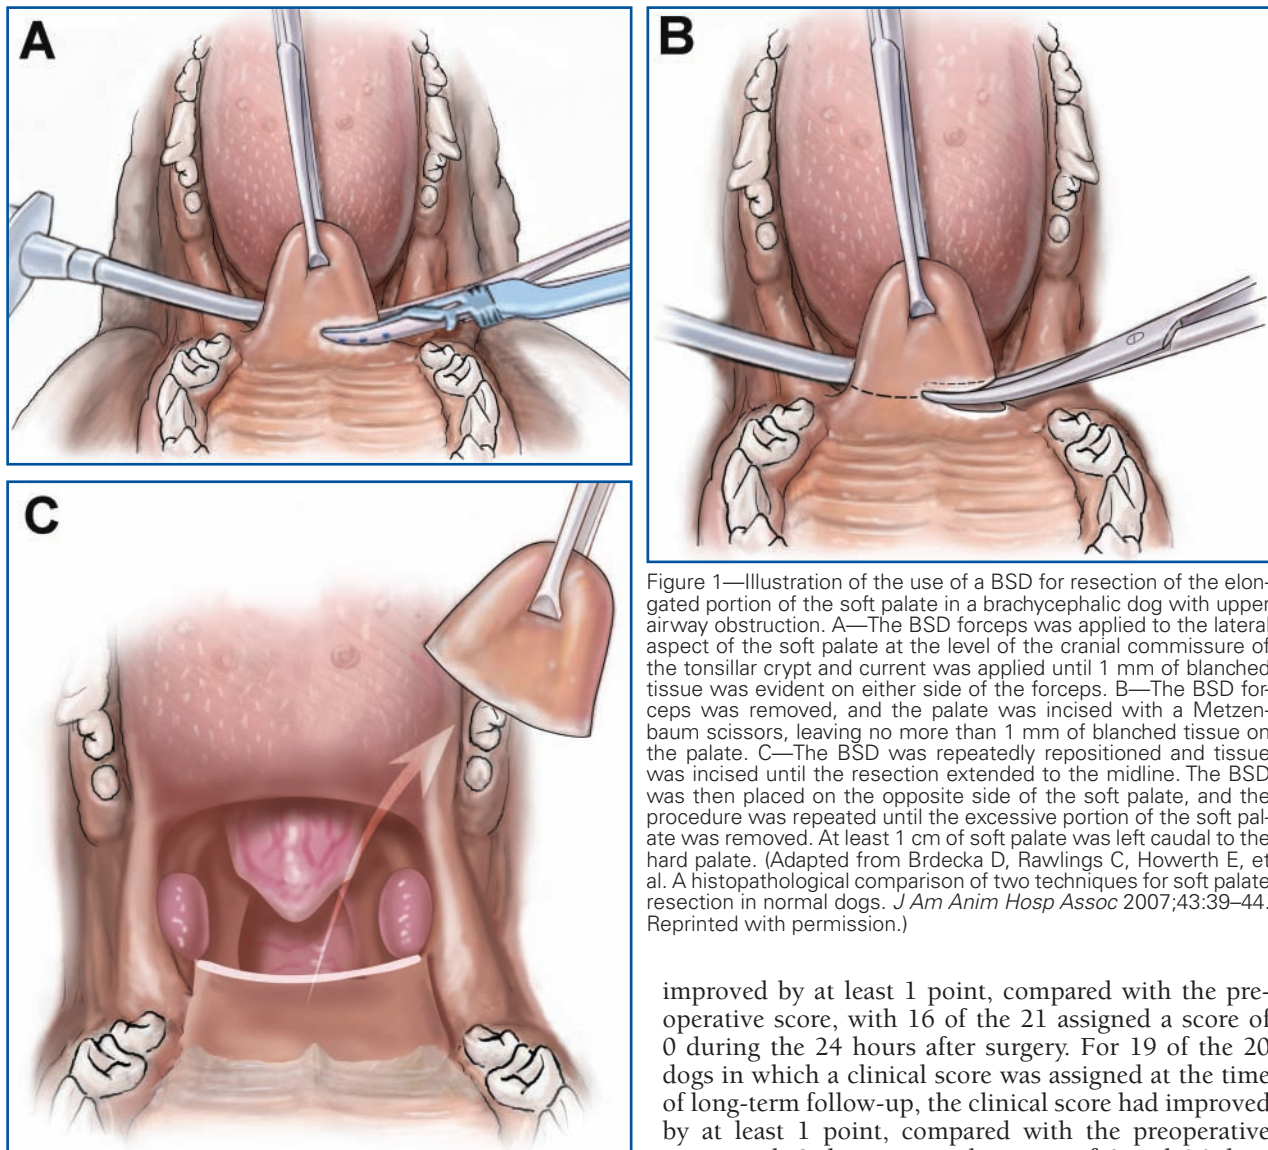 A
B
C
Figure 1—Illustration of the use of a BSD for resection of the elon-
gated portion of the soft palate in a brachycephalic dog with upper
airway obstruction. A—The BSD forceps was applied to the lateral
aspect of the soft palate at the level of the cranial commissure of
the tonsillar crypt and current was applied until 1 mm of blanched
tissue was evident on either side of the forceps. B—The BSD for-
ceps was removed, and the palate was incised with a Metzen-
baum scissors, leaving no more than 1 mm of blanched tissue on
the palate. C—The BSD was repeatedly repositioned and tissue
was incised until the resection extended to the midline. The BSD
was then placed on the opposite side of the soft palate, and the
procedure was repeated until the excessive portion of the soft pal-
ate was removed. At least 1 cm of soft palate was left caudal to the
hard palate. (Adapted from Brdecka D, Rawlings C, Howerth E, et
al. A histopathological comparison of two techniques for soft palate
resection in normal dogs. J Am Anim Hosp Assoc 2007;43:39–44.
Reprinted with permission.)
improved by at least 1 point, compared with the pre-
operative score, with 16 of the 21 assigned a score of
0 during the 24 hours after surgery. For 19 of the 20
dogs in which a clinical score was assigned at the time
of long-term follow-up, the clinical score had improved
by at least 1 point, compared with the preoperative